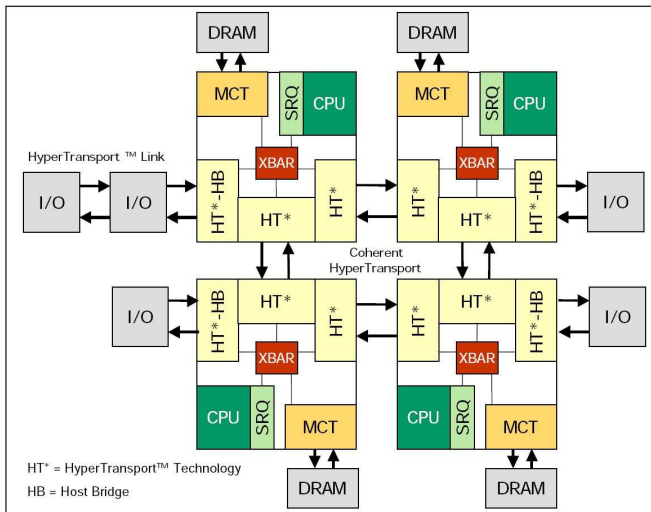 DRAM
DRAM
MCT
SRQ
CPU
MCT
SRQ
CPU
HyperTransport ™ Link
XBAR
XBAR
I/O
I/O
HT*-HB
HT*
HT*
HT*
HT*
HT*-HB
I/O
Coherent
HyperTransport
I/O
HT*-HB
HT*
HT*
HT*
HT*
HT*-HB
I/O
XBAR
XBAR
CPU
SRQ
MCT
CPU
SRQ
MCT
HT* = HyperTransport™ Technology
HB = Host Bridge
DRAM
DRAM